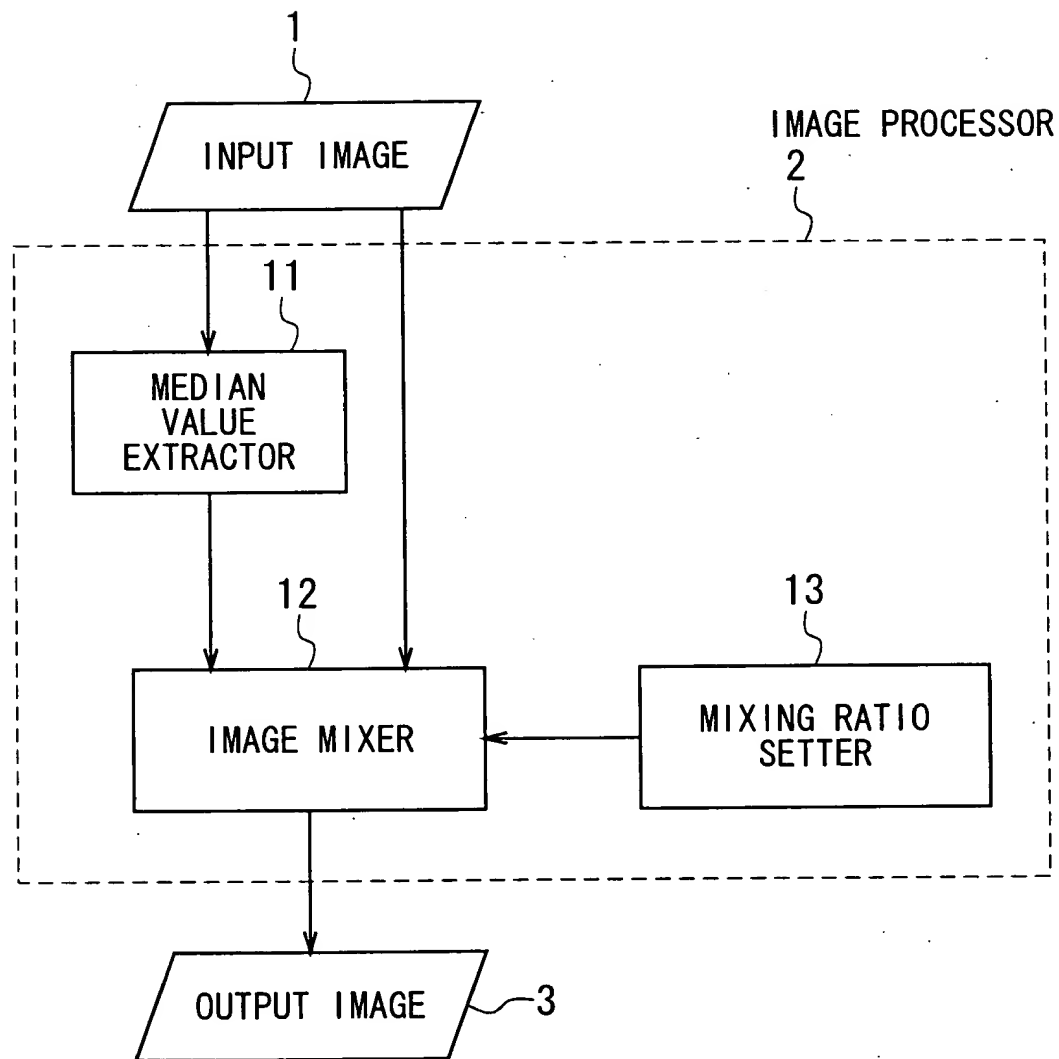 1
INPUT IMAGE
IMAGE PROCESSOR
2
11
MEDIAN
VALUE
EXTRACTOR
12
13
IMAGE MIXER
MIXING RATIO
SETTER
OUTPUT IMAGE
3